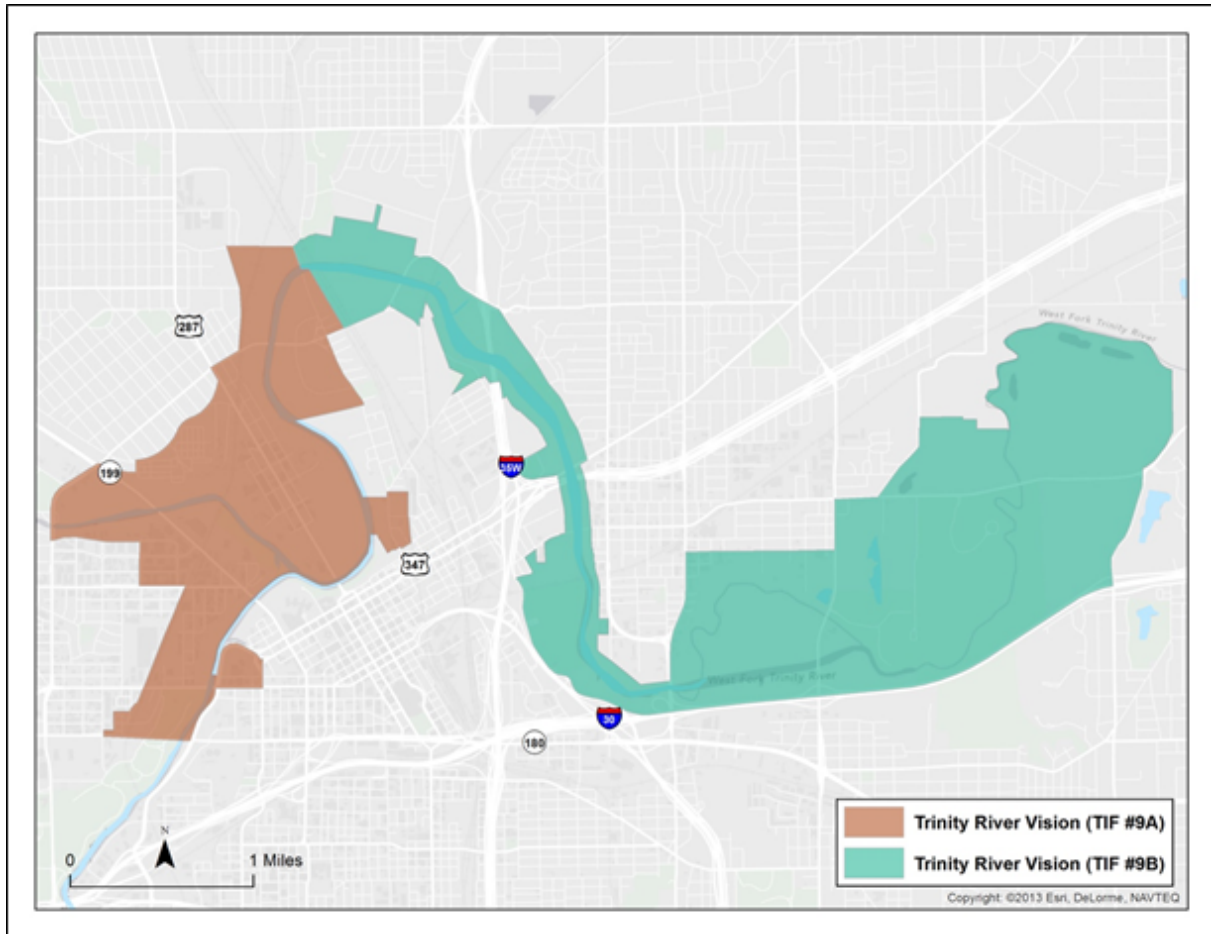 287
West Fork Trinity River
199
35W
347
West Fork Trinity River
30
180
N
0 1 Miles
Trinity River Vision (TIF #9A)
Trinity River Vision (TIF #9B)
Copyright: ©2013 Esri, DeLorme, NAVTEQ